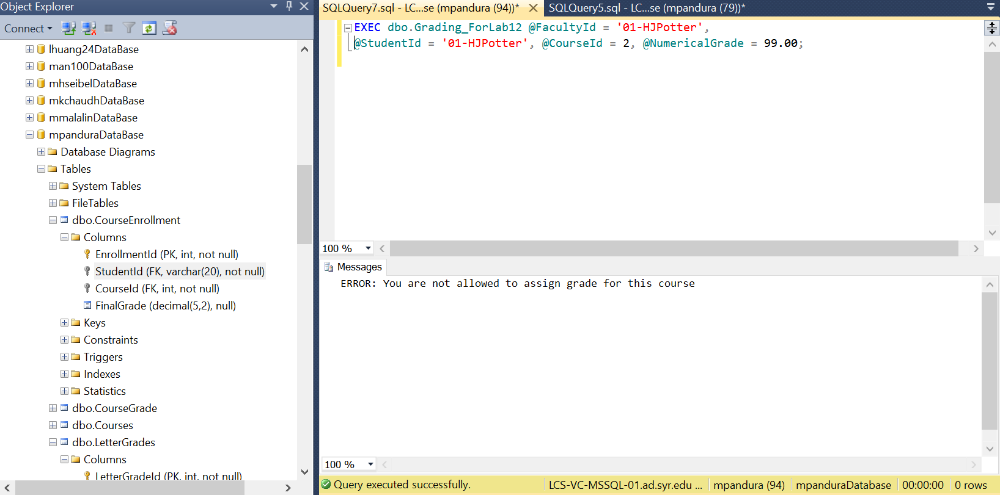 Object Explorer
Connect
lhuang24DataBase
man100DataBase
mhseibelDataBase
mkchaudhDataBase
mmalalinDataBase
mpanduraDataBase
Database Diagrams
Tables
System Tables
FileTables
dbo.CourseEnrollment
Columns
EnrollmentId (PK, int, not null)
StudentId (FK, varchar(20), not null)
CourseId (FK, int, not null)
FinalGrade (decimal(5,2), null)
Keys
Constraints
Triggers
Indexes
Statistics
dbo.CourseGrade
dbo.Courses
dbo.LetterGrades
Columns
LetterGradeId (PK, int, not null)
SQLQuery7.sql - LC...se (mpandura (94))* SQLQuery5.sql - LC...se (mpandura (79))*
EXEC dbo.Grading_ForLab12 @FacultyId = '01-HJPotter',
@StudentId = '01-HJPotter', @CourseId = 2, @NumericalGrade = 99.00;
100 %
Messages
ERROR: You are not allowed to assign grade for this course
100 %
Query executed successfully. LCS-VC-MSSQL-01.ad.syr.edu ... mpandura (94) mpanduraDatabase 00:00:00 0 rows